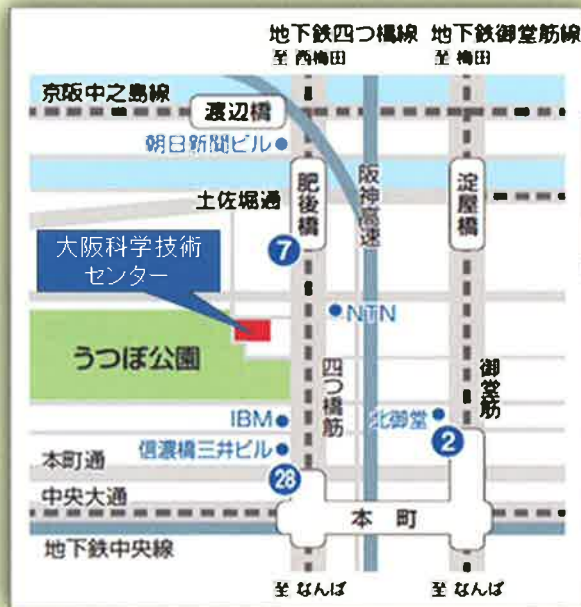 地下鉄四つ橋線 地下鉄御堂筋線
至 西梅田 至 梅田
京阪中之島線
渡辺橋
朝日新聞ビル
肥後橋
阪神高速
淀屋橋
土佐堀通
7
大阪科学技術
センター
NTN
うつぼ公園
四つ橋筋
御堂筋
IBM
北御堂
2
信濃橋三井ビル
本町通
28
中央大通
本町
地下鉄中央線
至 なんば 至 なんば